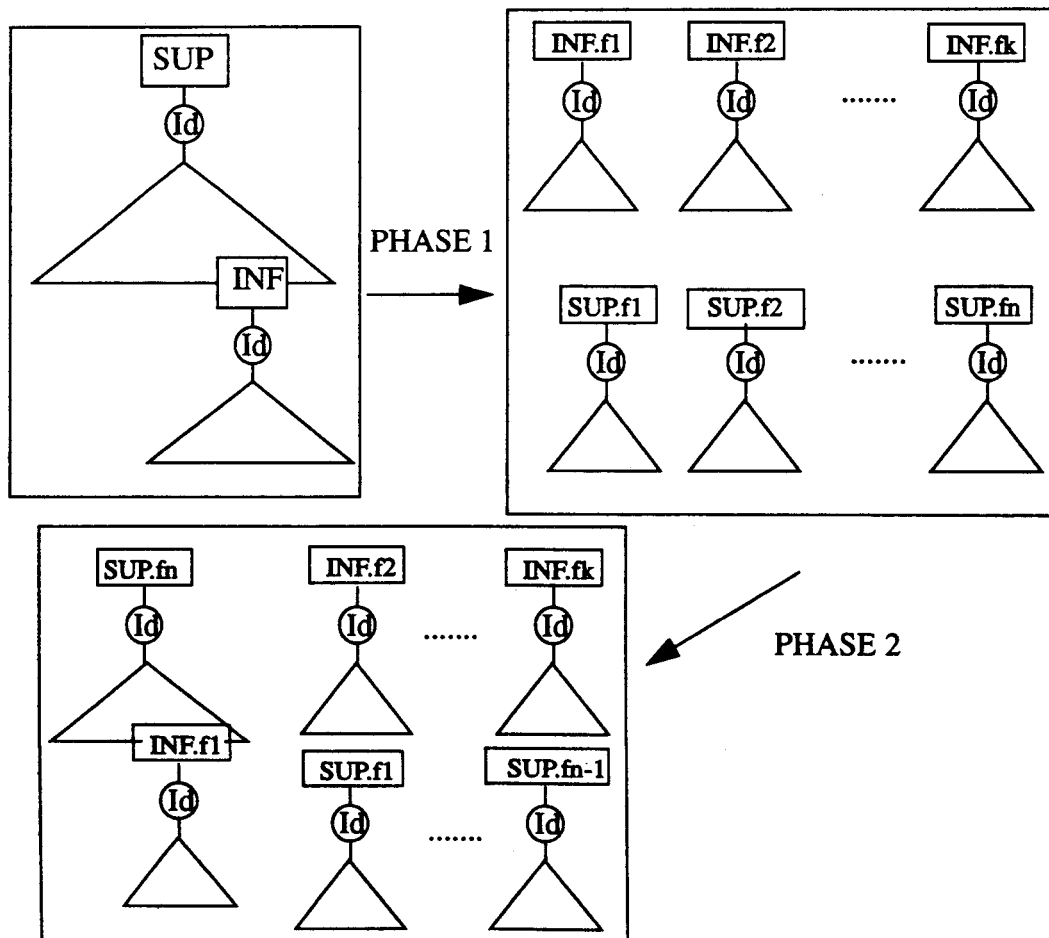 SUP
Id
INF
Id
PHASE 1
INF.f1 INF.f2 INF.fk
Id Id ....... Id
SUP.f1 SUP.f2 SUP.fn
Id Id ....... Id
PHASE 2
SUP.fn INF.f2 INF.fk
Id Id ....... Id
INF.f1 SUP.f1 SUP.fn-1
Id Id ....... Id